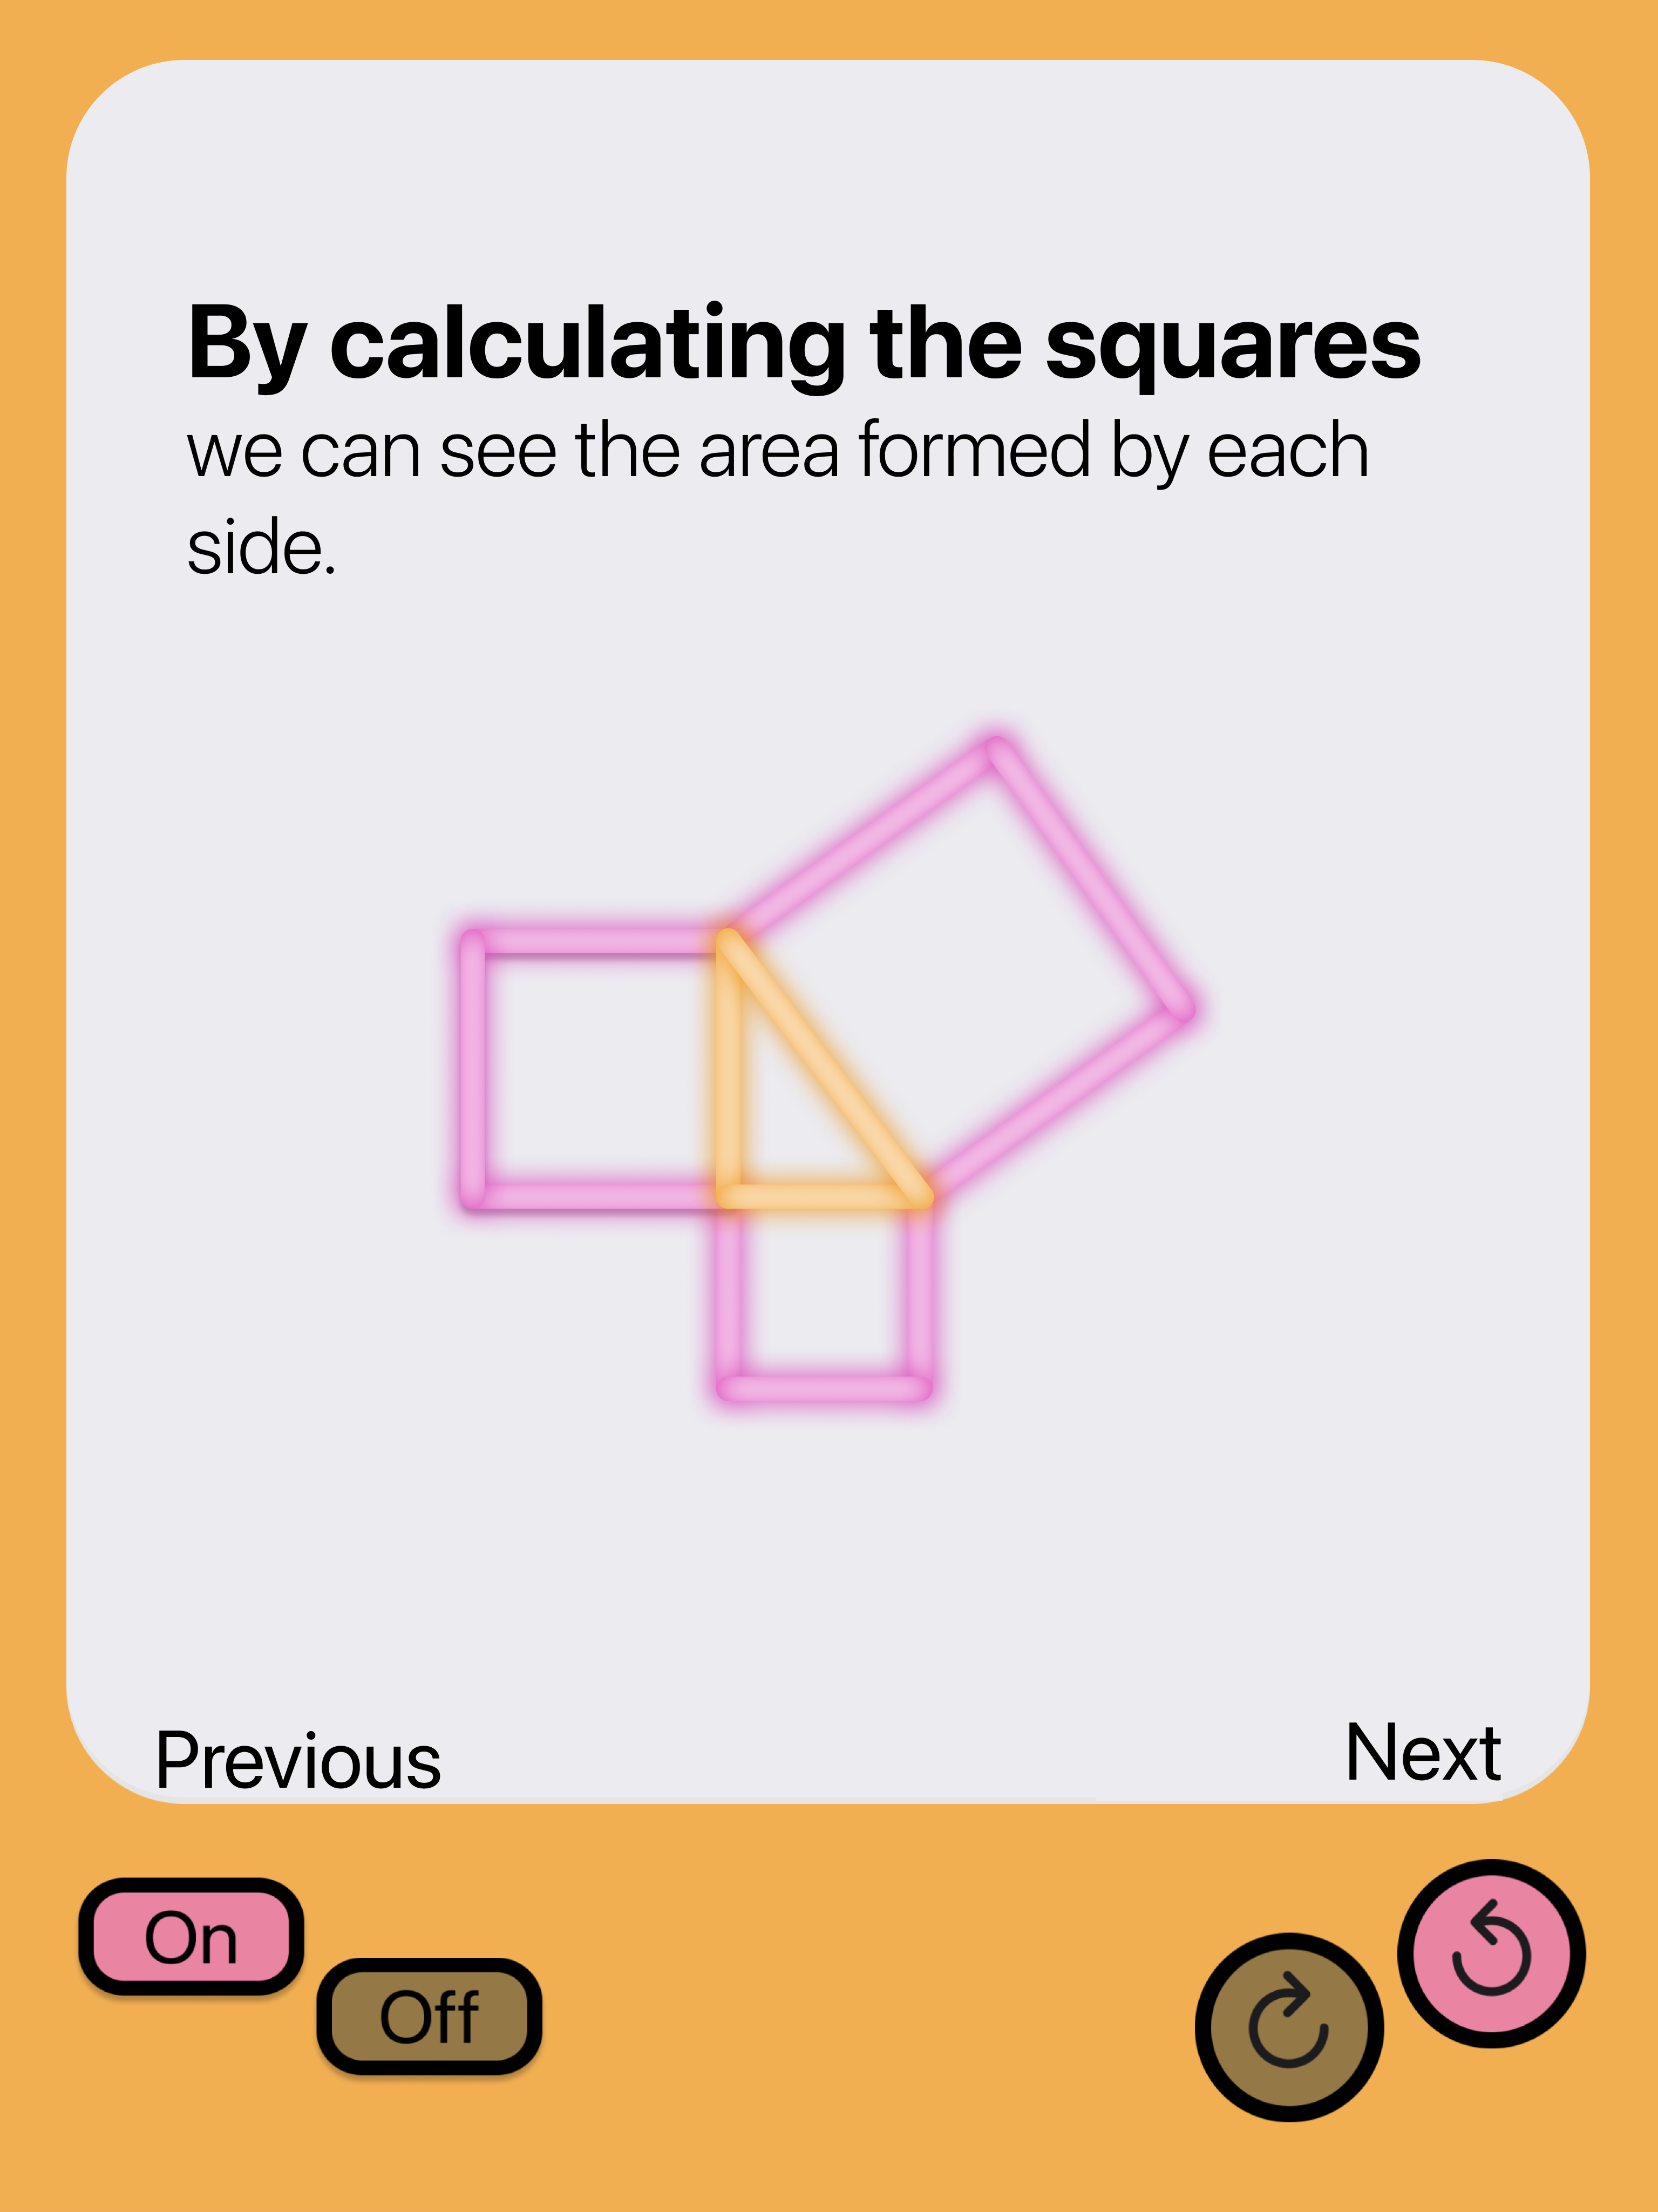 By calculating the squares
we can see the area formed by each
side.
Previous
Next
On
Off